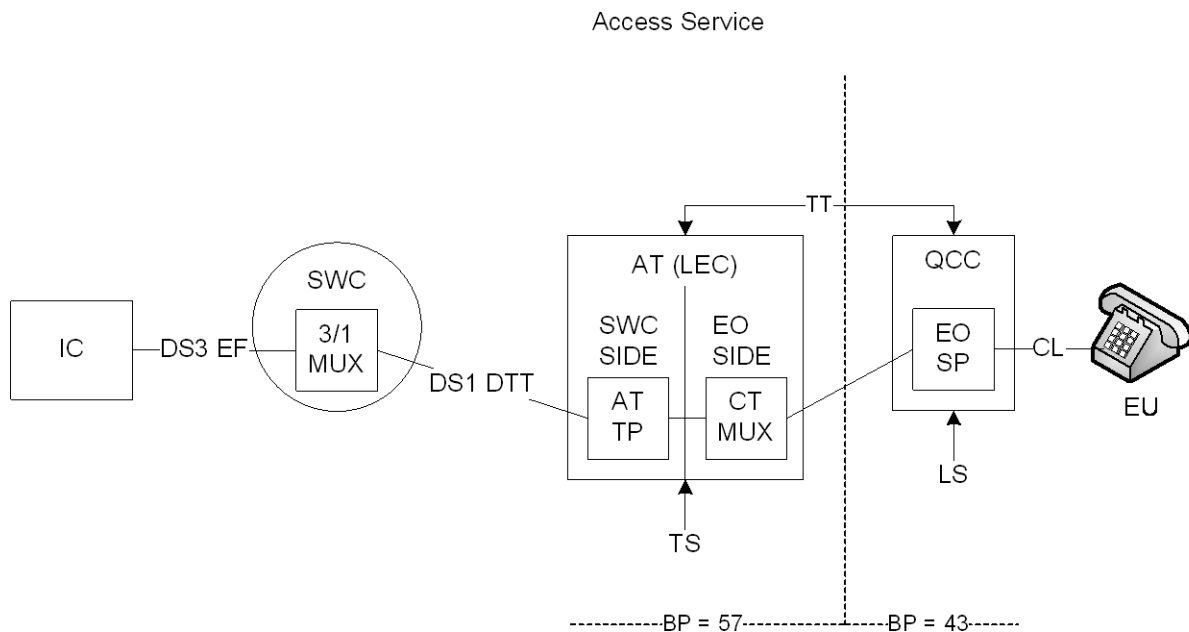 Access Service
TT
AT (LEC)
QCC
SWC
SWC
SIDE
EO
SIDE
IC
DS3 EF
3/1
MUX
EO
SP
CL
DS1 DTT
AT
TP
CT
MUX
EU
LS
TS
BP = 57
BP = 43